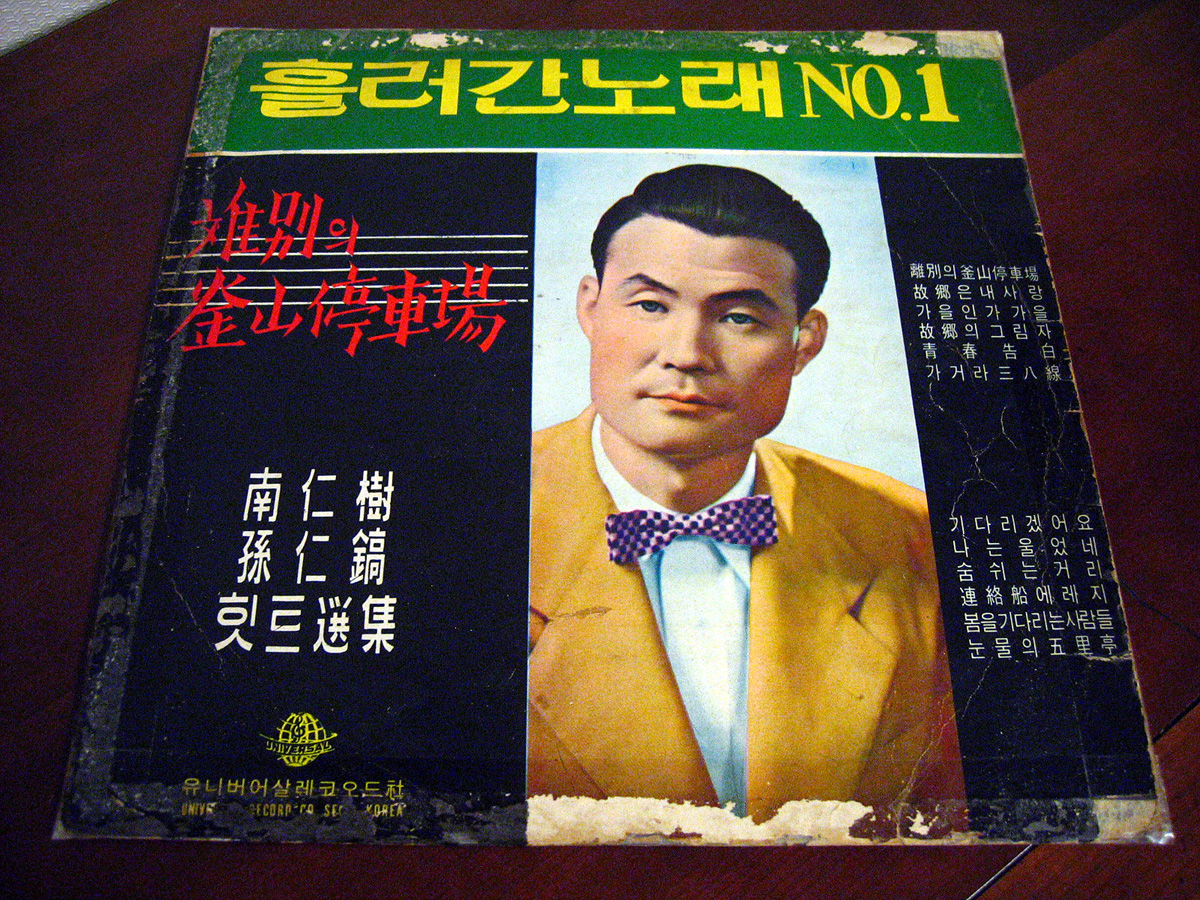 흘러간노래 NO.1
離別의
釜山停車場
離別의釜山停車場
故鄕은내사랑
가을인가가을
故鄕의그림자
青春告白
가거라三八線
南仁樹
孫仁鎬
힛트選集
기다리겠어요
나는울었네
숨쉬는거리
連絡船에레지
봄을기다리는사람들
눈물의五里亭
UNIVERSAL
유니버어살레코오드社
RECORD CO KOREA